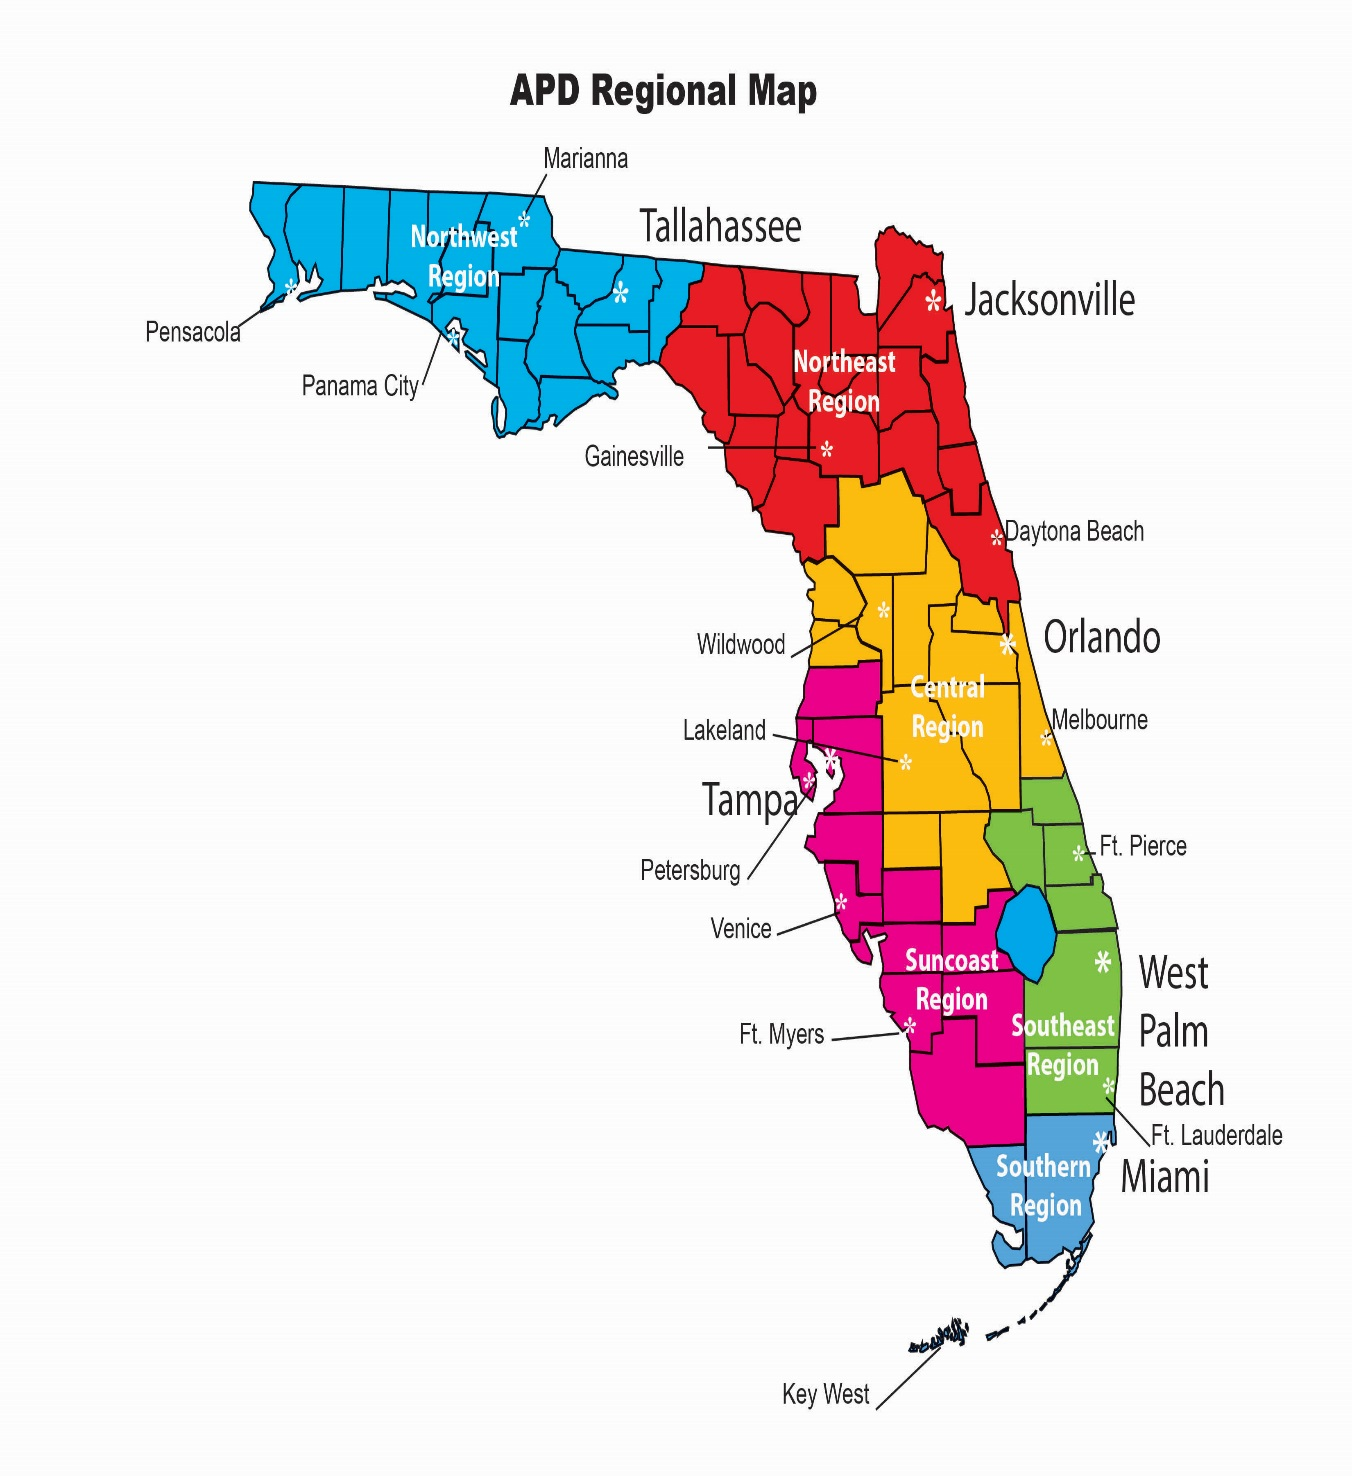 APD Regional Map
Marianna
Tallahassee
Northwest
Region
Jacksonville
Pensacola
Panama City
Northeast
Region
Gainesville
Daytona Beach
Wildwood
Orlando
Central
Region
Melbourne
Lakeland
Tampa
Ft. Pierce
Petersburg
Venice
Suncoast
Region
West
Palm
Beach
Ft. Myers
Southeast
Region
Ft. Lauderdale
Southern
Region
Miami
Key West